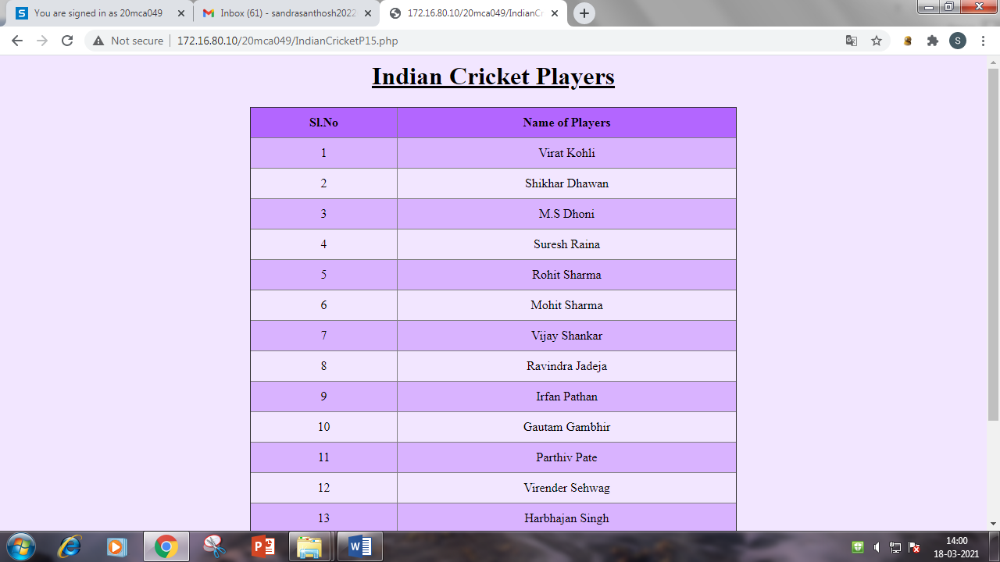 You are signed in as 20mca049
Inbox (61) - sandrasanthosh2022
172.16.80.10/20mca049/IndianCr
Not secure
172.16.80.10/20mca049/IndianCricketP15.php
S
Indian Cricket Players
Sl.No Name of Players
1 Virat Kohli
2 Shikhar Dhawan
3 M.S Dhoni
4 Suresh Raina
5 Rohit Sharma
6 Mohit Sharma
7 Vijay Shankar
8 Ravindra Jadeja
9 Irfan Pathan
10 Gautam Gambhir
11 Parthiv Pate
12 Virender Sehwag
13 Harbhajan Singh
14:00
18-03-2021